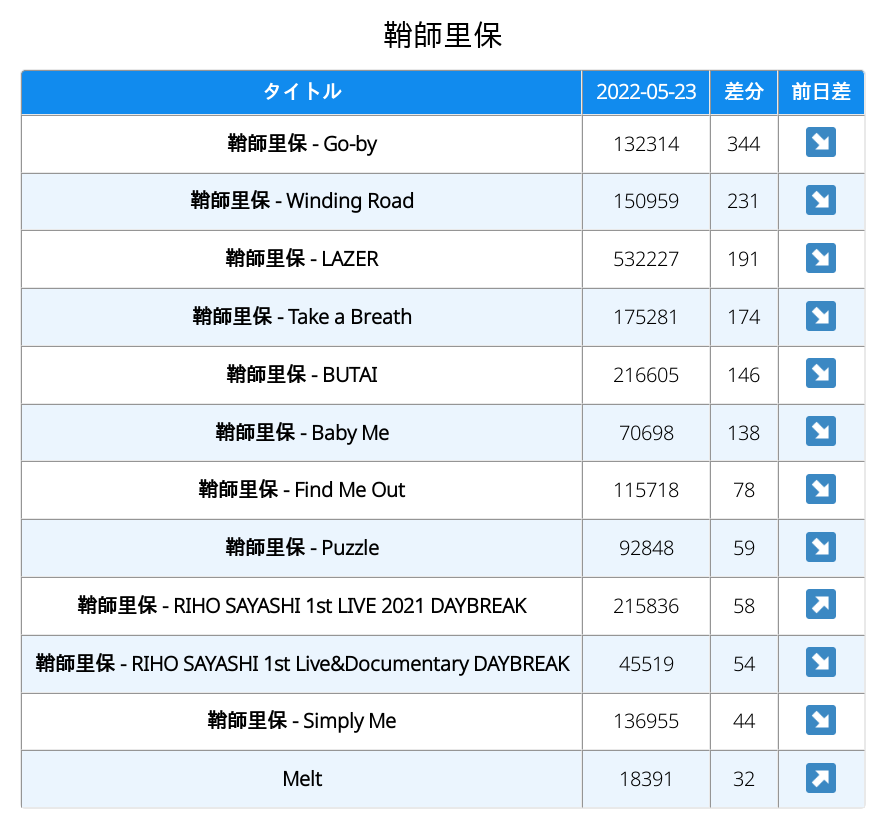 鞘師里保
タイトル 2022-05-23 差分 前日差
鞘師里保 - Go-by 132314 344 ↘
鞘師里保 - Winding Road 150959 231 ↘
鞘師里保 - LAZER 532227 191 ↘
鞘師里保 - Take a Breath 175281 174 ↘
鞘師里保 - BUTAI 216605 146 ↘
鞘師里保 - Baby Me 70698 138 ↘
鞘師里保 - Find Me Out 115718 78 ↘
鞘師里保 - Puzzle 92848 59 ↘
鞘師里保 - RIHO SAYASHI 1st LIVE 2021 DAYBREAK 215836 58 ↗
鞘師里保 - RIHO SAYASHI 1st Live&Documentary DAYBREAK 45519 54 ↘
鞘師里保 - Simply Me 136955 44 ↘
Melt 18391 32 ↗